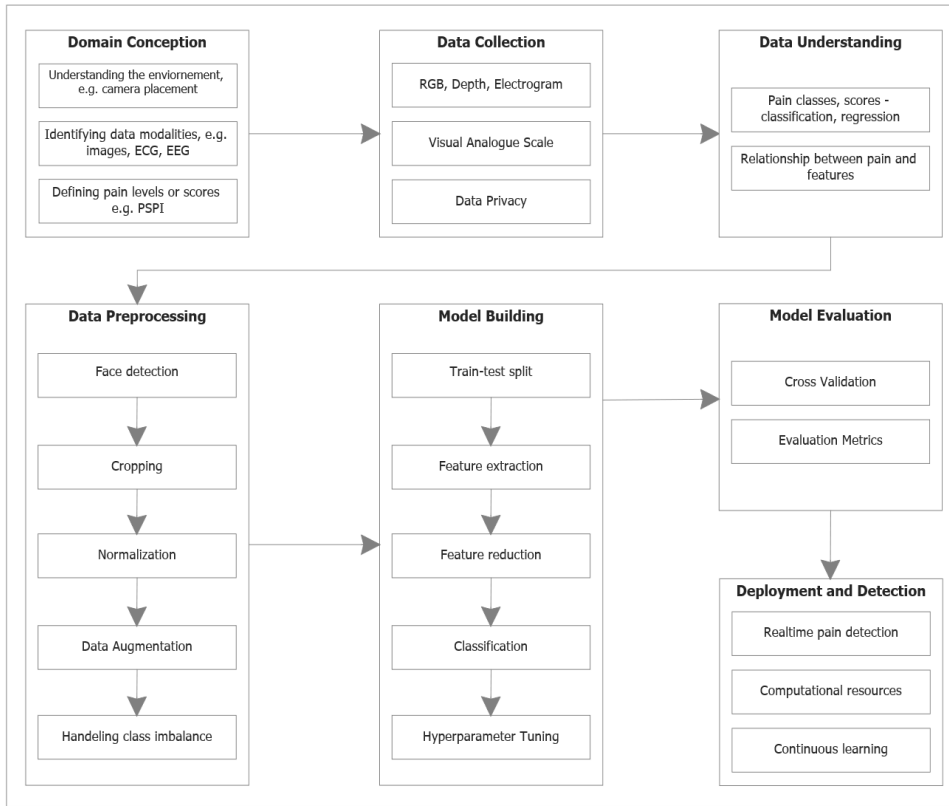 Domain Conception
Understanding the enviornement,
e.g. camera placement
Identifying data modalities, e.g.
images, ECG, EEG
Defining pain levels or scores
e.g. PSPI
Data Collection
RGB, Depth, Electrogram
Visual Analogue Scale
Data Privacy
Data Understanding
Pain classes, scores -
classification, regression
Relationship between pain and
features
Data Preprocessing
Face detection
Cropping
Normalization
Data Augmentation
Handeling class imbalance
Model Building
Train-test split
Feature extraction
Feature reduction
Classification
Hyperparameter Tuning
Model Evaluation
Cross Validation
Evaluation Metrics
Deployment and Detection
Realtime pain detection
Computational resources
Continuous learning